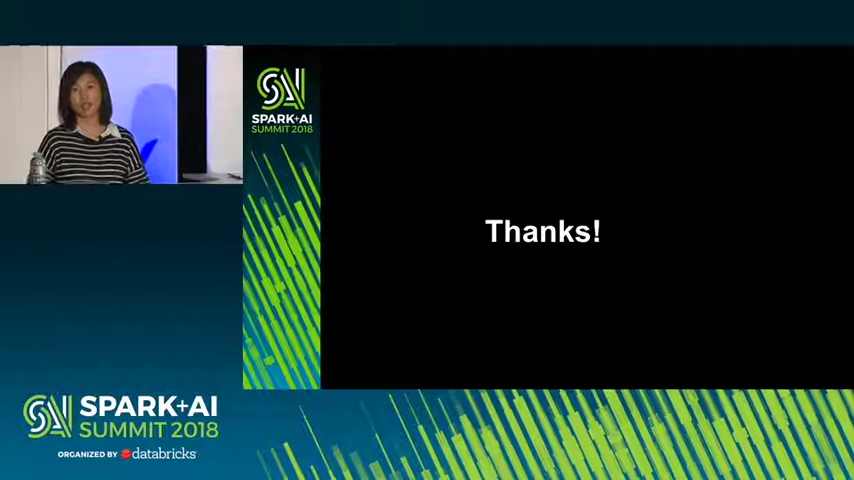 SPARK+AI
SUMMIT 2018
Thanks!
SPARK+AI
SUMMIT 2018
ORGANIZED BY databricks